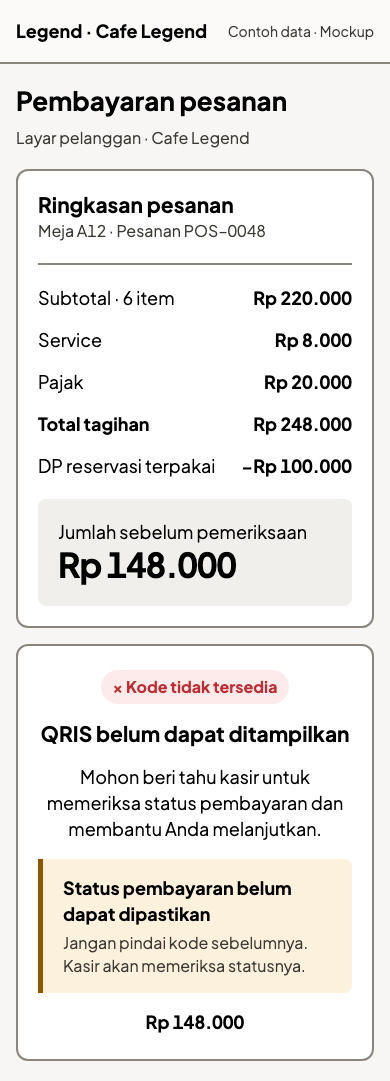 Legend · Cafe Legend
Contoh data · Mockup
Pembayaran pesanan
Layar pelanggan · Cafe Legend
Ringkasan pesanan
Meja A12 · Pesanan POS-0048
Subtotal · 6 item Rp 220.000
Service Rp 8.000
Pajak Rp 20.000
Total tagihan Rp 248.000
DP reservasi terpakai −Rp 100.000
Jumlah sebelum pemeriksaan
Rp 148.000
× Kode tidak tersedia
QRIS belum dapat ditampilkan
Mohon beri tahu kasir untuk
memeriksa status pembayaran dan
membantu Anda melanjutkan.
Status pembayaran belum
dapat dipastikan
Jangan pindai kode sebelumnya.
Kasir akan memeriksa statusnya.
Rp 148.000